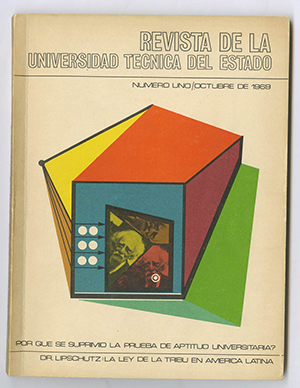 REVISTA DE LA
UNIVERSIDAD TECNICA DEL ESTADO
NUMERO UNO/OCTUBRE DE 1969
POR QUE SE SUPRIMIO LA PRUEBA DE APTITUD UNIVERSITARIA?
DR. LIPSCHUTZ-LA LEY DE LA TRIBU EN AMERICA LATINA